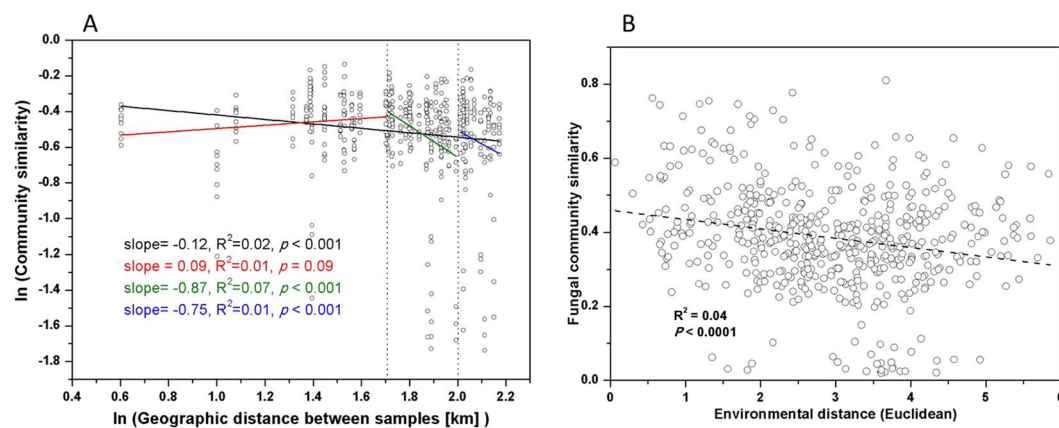 A
ln (Community similarity)
0.0
-0.2
-0.4
-0.6
-0.8
-1.0
-1.2
-1.4
-1.6
-1.8
slope= -0.12, R²=0.02, p < 0.001
slope = 0.09, R²=0.01, p = 0.09
slope= -0.87, R²=0.07, p < 0.001
slope= -0.75, R²=0.01, p < 0.001
0.4 0.6 0.8 1.0 1.2 1.4 1.6 1.8 2.0 2.2
ln (Geographic distance between samples [km] )
B
Fungal community similarity
0.8
0.6
0.4
0.2
0.0
R² = 0.04
P < 0.0001
0 1 2 3 4 5 6
Environmental distance (Euclidean)